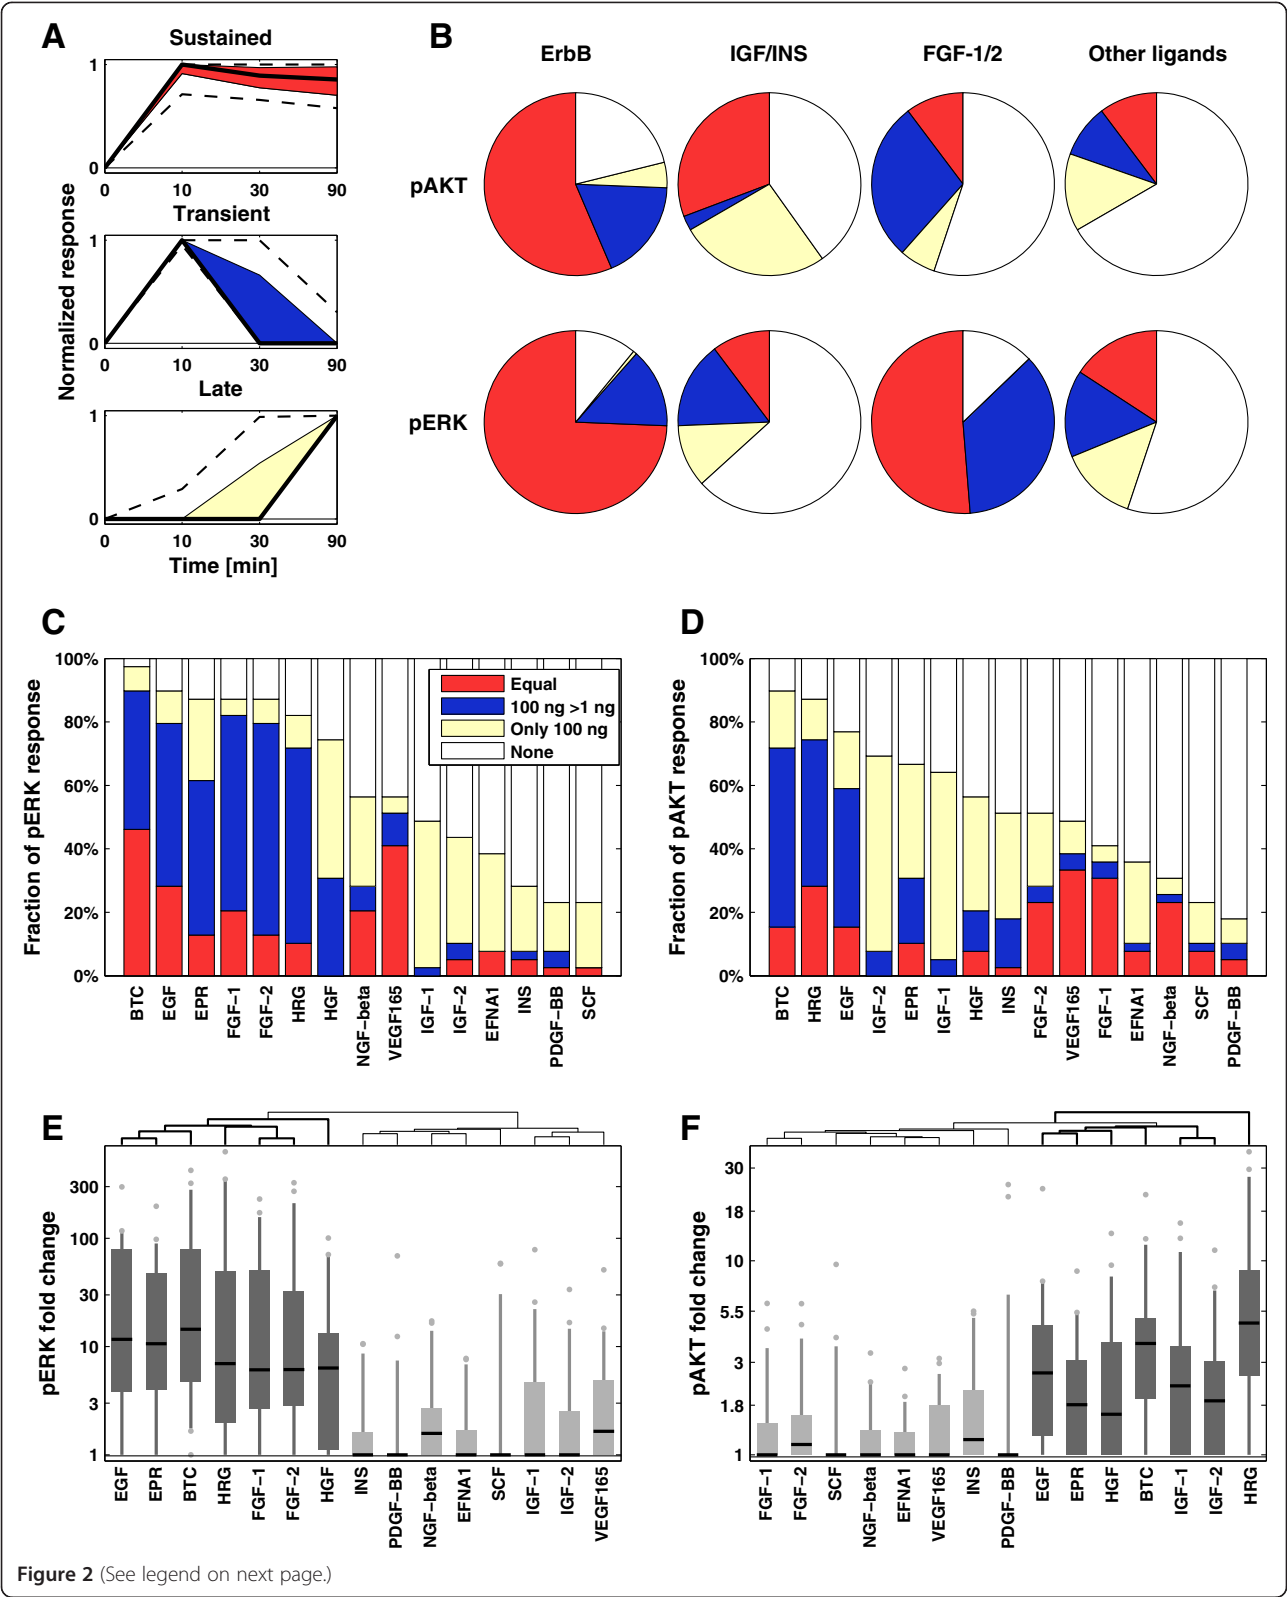 A
Sustained
1
0
0 10 30 90
Transient
1
0
0 10 30 90
Late
1
0
0 10 30 90
Time [min]
Normalized response
B
ErbB IGF/INS FGF-1/2 Other ligands
pAKT
pERK
C
Fraction of pERK response
100%
80%
60%
40%
20%
0%
Equal
100 ng >1 ng
Only 100 ng
None
BTC EGF EPR FGF-1 FGF-2 HRG HGF NGF-beta VEGF165 IGF-1 IGF-2 EFNA1 INS PDGF-BB SCF
D
Fraction of pAKT response
100%
80%
60%
40%
20%
0%
BTC HRG EGF IGF-2 EPR IGF-1 HGF INS FGF-2 VEGF165 FGF-1 EFNA1 NGF-beta SCF PDGF-BB
E
pERK fold change
300
100
30
10
3
1
EGF EPR BTC HRG FGF-1 FGF-2 HGF INS PDGF-BB NGF-beta EFNA1 SCF IGF-1 IGF-2 VEGF165
F
pAKT fold change
30
18
10
5.5
3
1.8
1
FGF-1 FGF-2 SCF NGF-beta EFNA1 VEGF165 INS PDGF-BB EGF EPR HGF BTC IGF-1 IGF-2 HRG
Figure 2 (See legend on next page.)